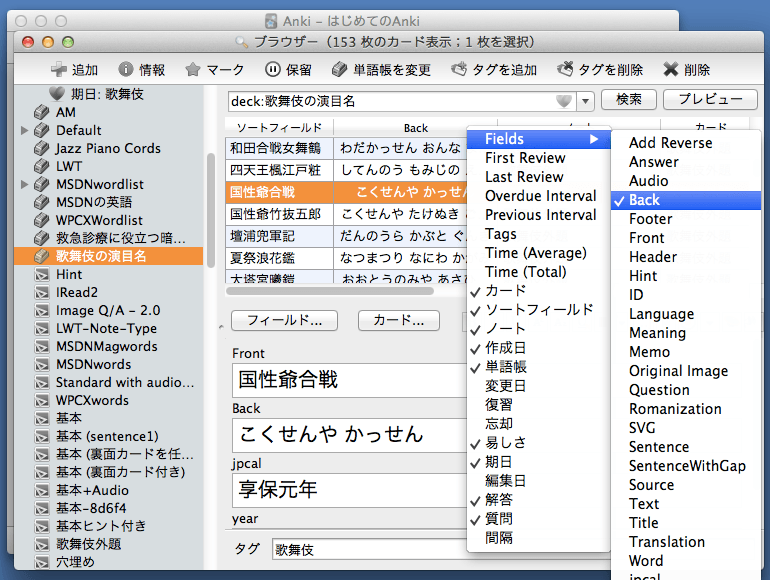 Anki – はじめてのAnki
ブラウザー (153 枚のカード表示；1 枚を選択)
追加
情報
マーク
保留
単語帳を変更
タグを追加
タグを削除
削除
期日: 歌舞伎
AM
Default
Jazz Piano Cords
LWT
MSDNwordlist
MSDNの英語
WPCXWordlist
救急診療に役立つ暗…
歌舞伎の演目名
Hint
IRead2
Image Q/A - 2.0
LWT-Note-Type
MSDNMagwords
MSDNwords
Standard with audio…
WPCXwords
基本
基本 (sentence1)
基本 (裏面カードを任…
基本 (裏面カード付き)
基本+Audio
基本-8d6f4
基本ヒント付き
歌舞伎外題
穴埋め
deck:歌舞伎の演目名
検索
プレビュー
ソートフィールド
Back
ノート
カード
和田合戦女舞鶴
わだかっせん おんな
四天王楓江戸粧
してんのう もみじの
国性爺合戦
こくせんや かっせん
国性爺竹抜五郎
こくせんや たけぬき
壇浦兜軍記
だんのうら かぶと ぐ
夏祭浪花鑑
なつまつり なにわ か
大塔宮曦鎧
おおとうのみや あさひ
フィールド...
カード...
Front
国性爺合戦
Back
こくせんや かっせん
jpcal
享保元年
year
タグ
歌舞伎
Fields
First Review
Last Review
Overdue Interval
Previous Interval
Tags
Time (Average)
Time (Total)
カード
ソートフィールド
ノート
作成日
単語帳
変更日
復習
忘却
易しさ
期日
編集日
解答
質問
間隔
Add Reverse
Answer
Audio
Back
Footer
Front
Header
Hint
ID
Language
Meaning
Memo
Original Image
Question
Romanization
SVG
Sentence
SentenceWithGap
Source
Text
Title
Translation
Word
jpcal